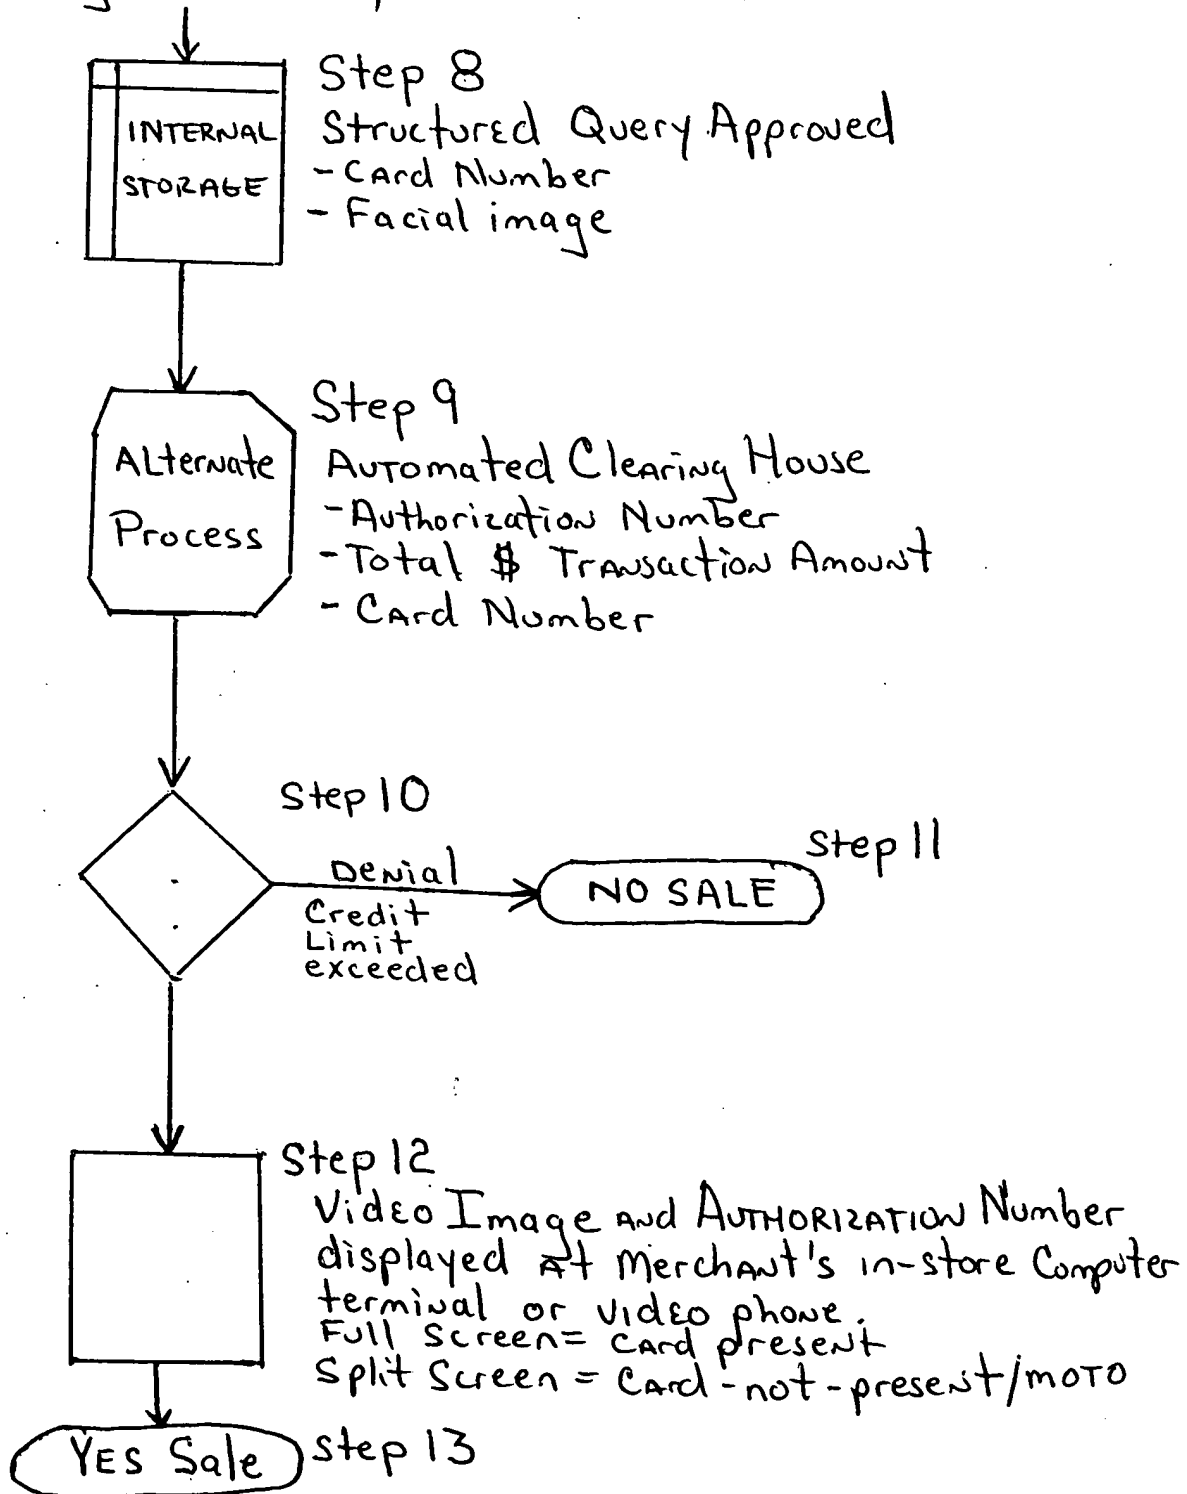 Step 8
INTERNAL
STORAGE
Structured Query Approved
- Card Number
- Facial image
Step 9
Alternate
Process
Automated Clearing House
- Authorization Number
- Total $ Transaction Amount
- Card Number
Step 10
Denial
Credit
Limit
exceeded
Step 11
NO SALE
Step 12
Video Image and AUTHORIZATION Number
displayed At Merchant's in-store Computer
terminal or video phone.
Full Screen = card present
Split Screen = Card-not-present/MOTO
YES Sale
Step 13